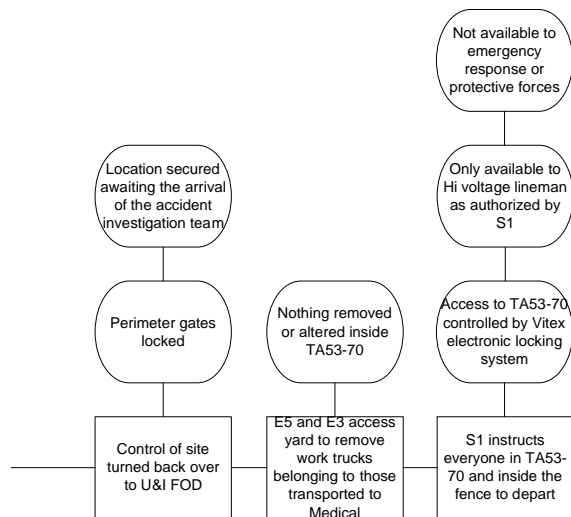 Not available to
emergency
response or
protective forces
Location secured
awaiting the arrival
of the accident
investigation team
Only available to
Hi voltage lineman
as authorized by
S1
Perimeter gates
locked
Nothing removed
or altered inside
TA53-70
Access to TA53-70
controlled by Vitex
electronic locking
system
Control of site
turned back over
to U&I FOD
E5 and E3 access
yard to remove
work trucks
belonging to those
transported to
Medical
S1 instructs
everyone in TA53-
70 and inside the
fence to depart